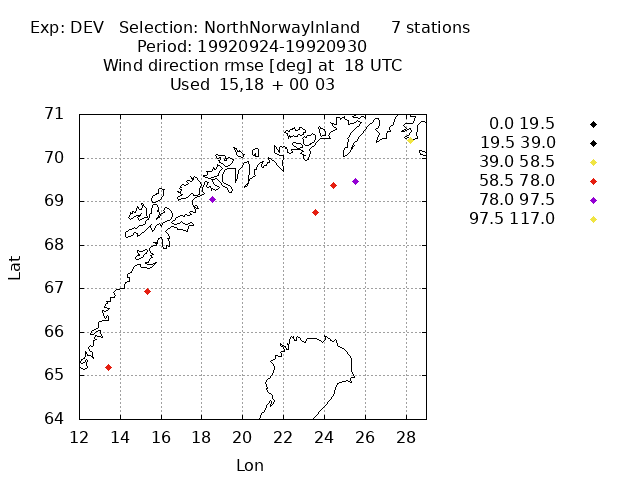 Exp: DEV   Selection: NorthNorwayInland      7 stations
Period: 19920924-19920930
Wind direction rmse [deg] at  18 UTC
Used  15,18 + 00 03
0.0 19.5
19.5 39.0
39.0 58.5
58.5 78.0
78.0 97.5
97.5 117.0
71
70
69
68
67
66
65
64
Lat
12 14 16 18 20 22 24 26 28
Lon